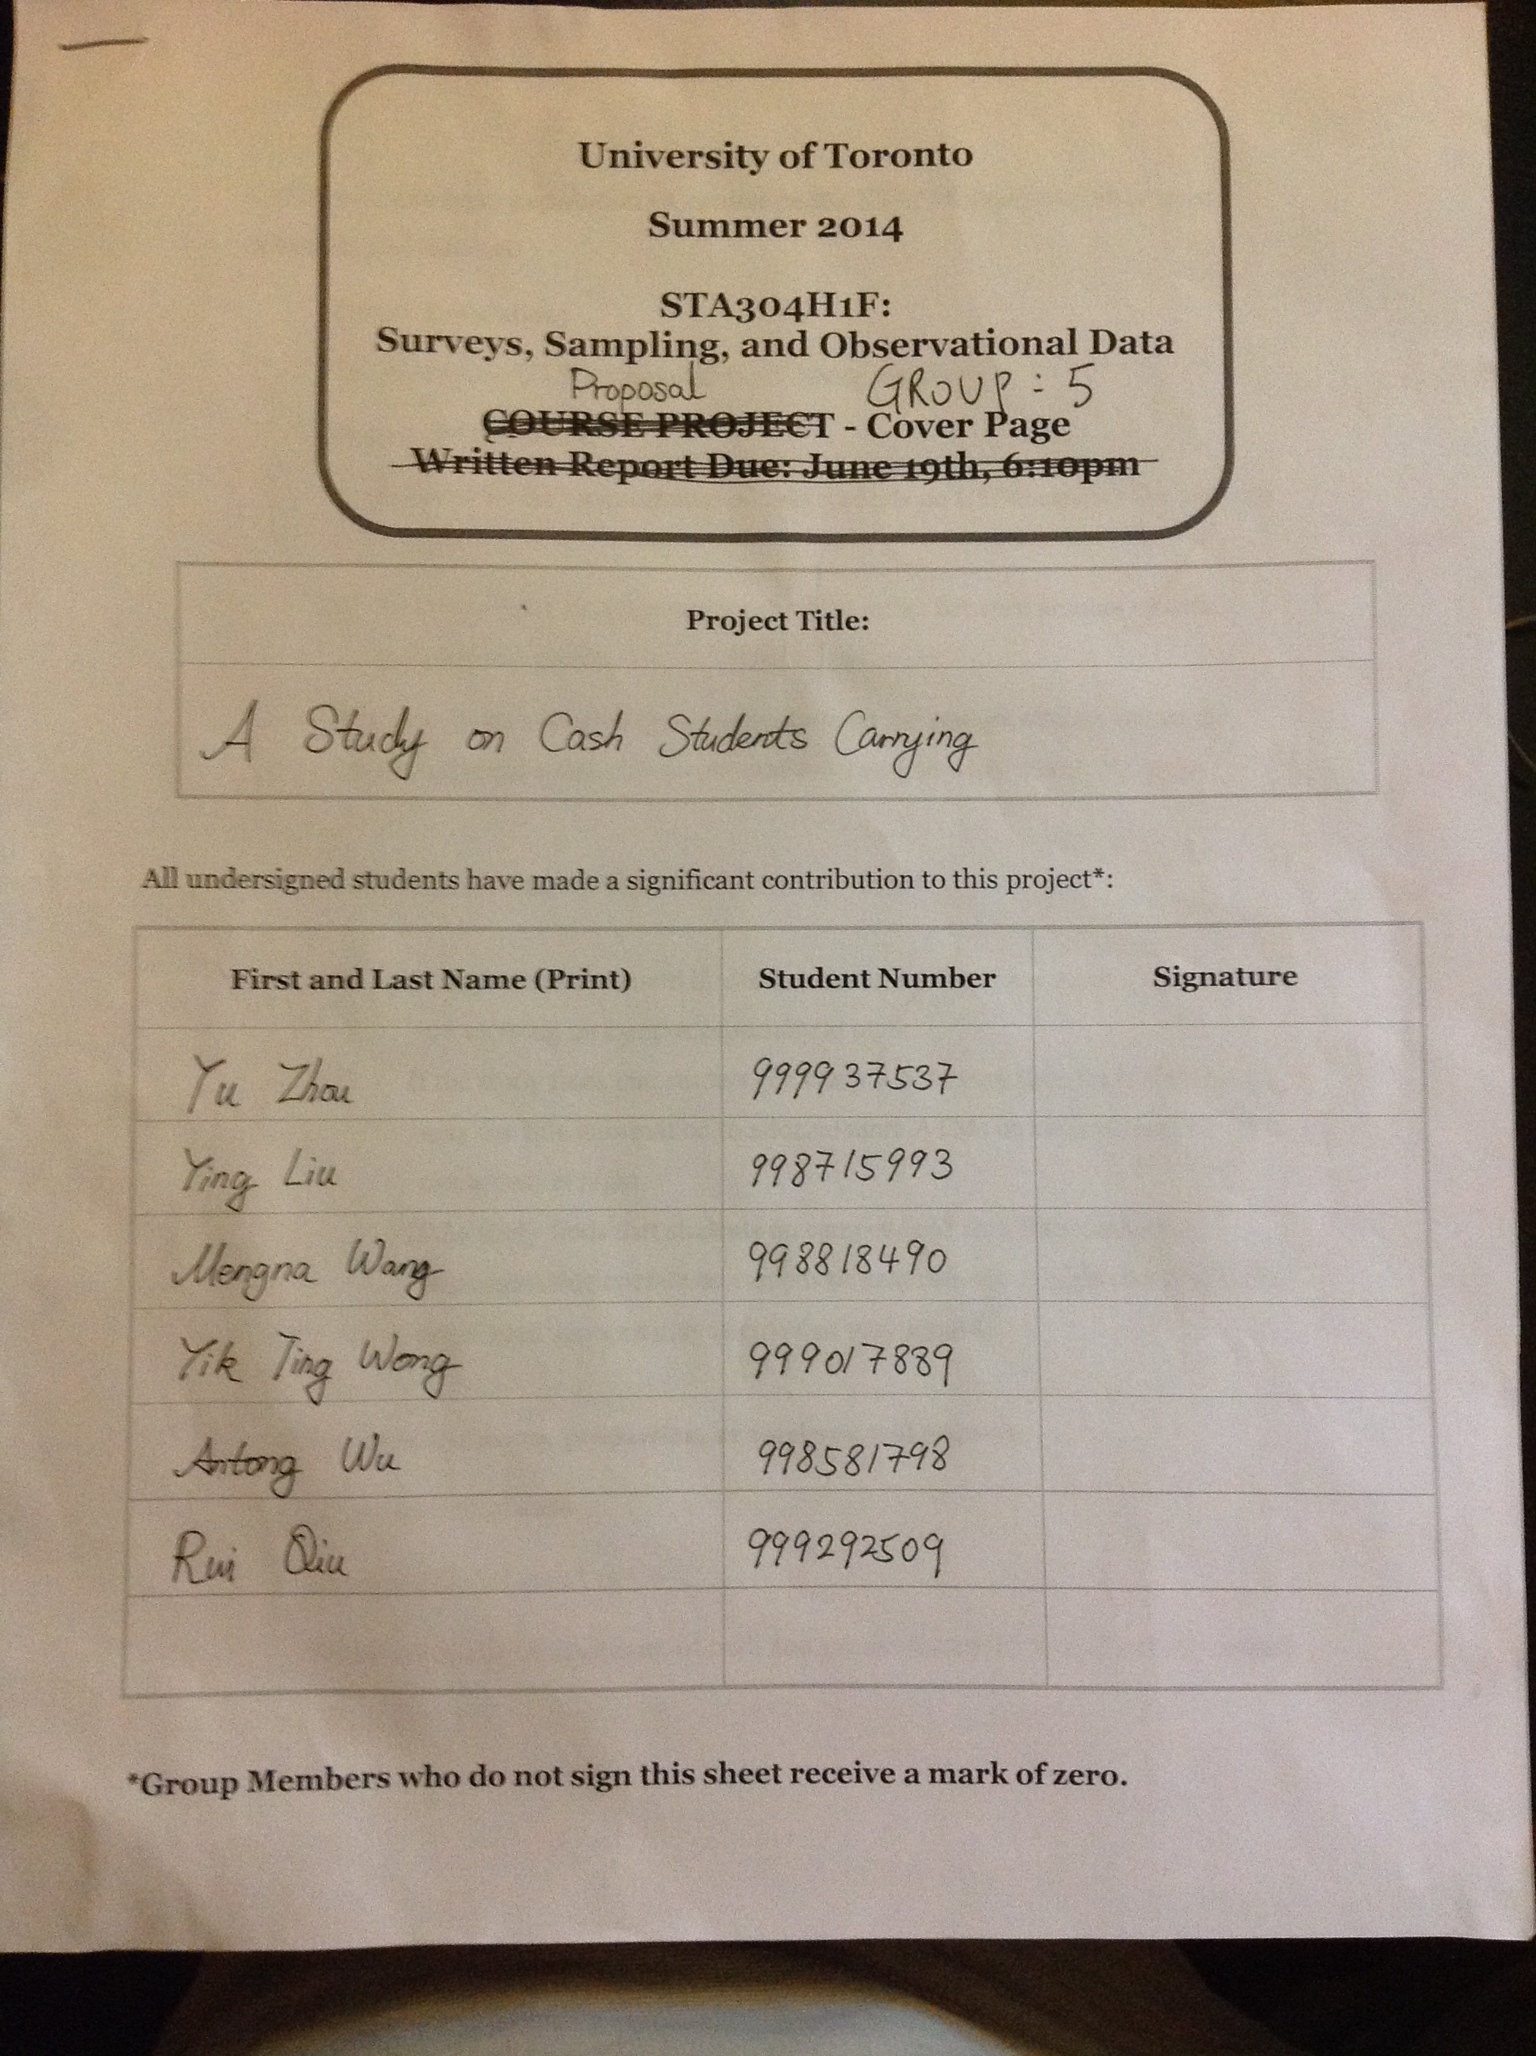 University of Toronto
Summer 2014
STA304H1F:
Surveys, Sampling, and Observational Data
Proposal GROUP: 5
COURSE PROJECT - Cover Page
Written Report Due: June 19th, 6:10pm
Project Title:
A Study on Cash Students Carrying
All undersigned students have made a significant contribution to this project*:
First and Last Name (Print) Student Number Signature
Yu Zhou 999937537
Ying Liu 998715993
Mengna Wang 998818490
Yik Ting Wong 999017889
Antong Wu 998581798
Rui Qiu 999292509
*Group Members who do not sign this sheet receive a mark of zero.